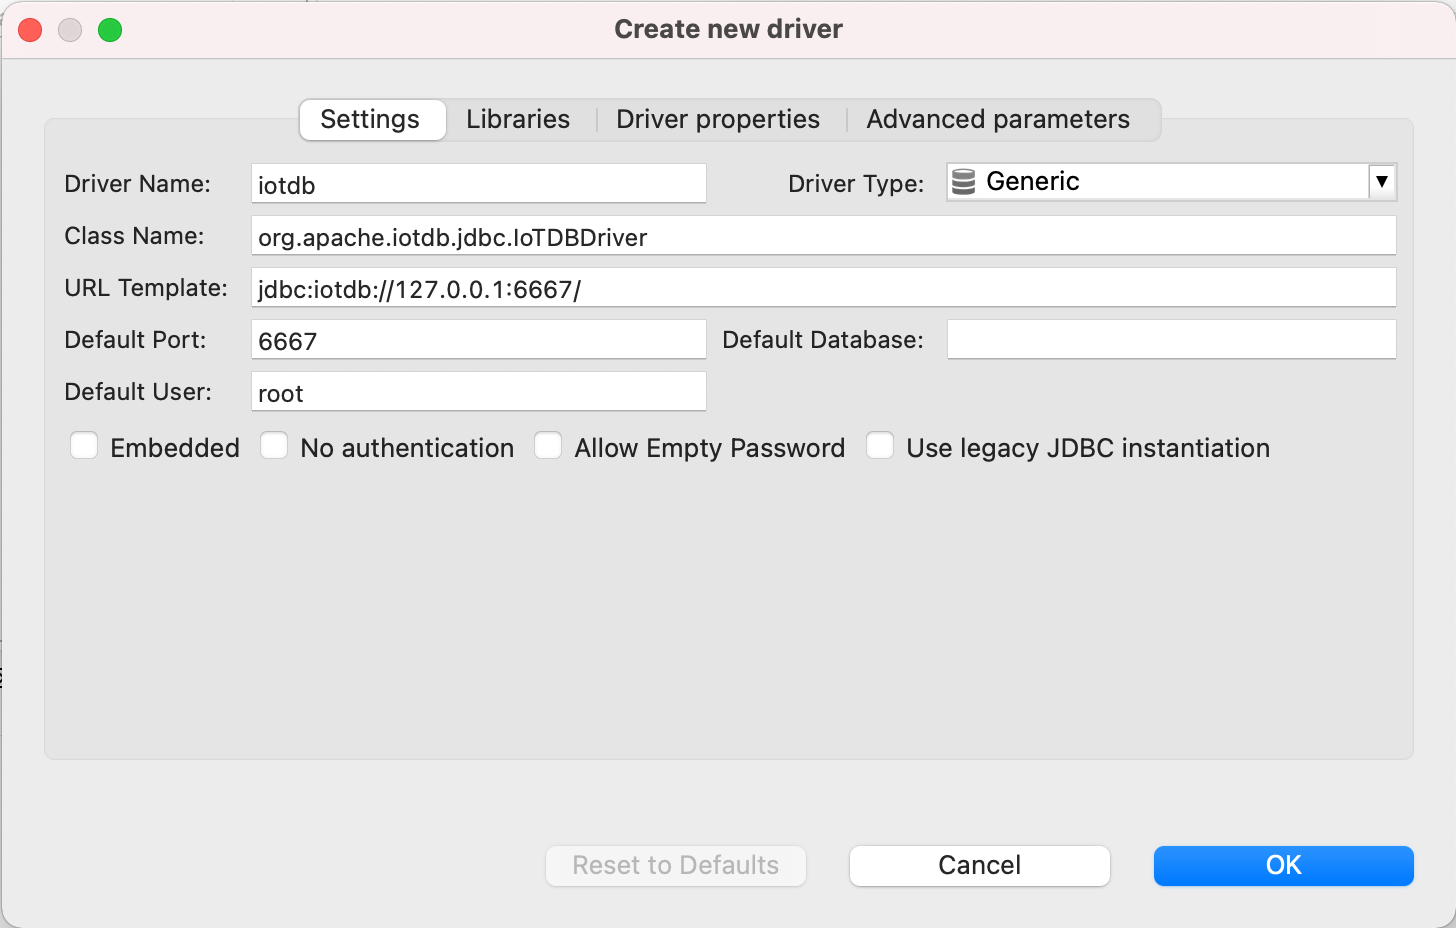 Create new driver
Settings Libraries Driver properties Advanced parameters
Driver Name: iotdb Driver Type: Generic
Class Name: org.apache.iotdb.jdbc.IoTDBDriver
URL Template: jdbc:iotdb://127.0.0.1:6667/
Default Port: 6667 Default Database:
Default User: root
Embedded No authentication Allow Empty Password Use legacy JDBC instantiation
Reset to Defaults Cancel OK